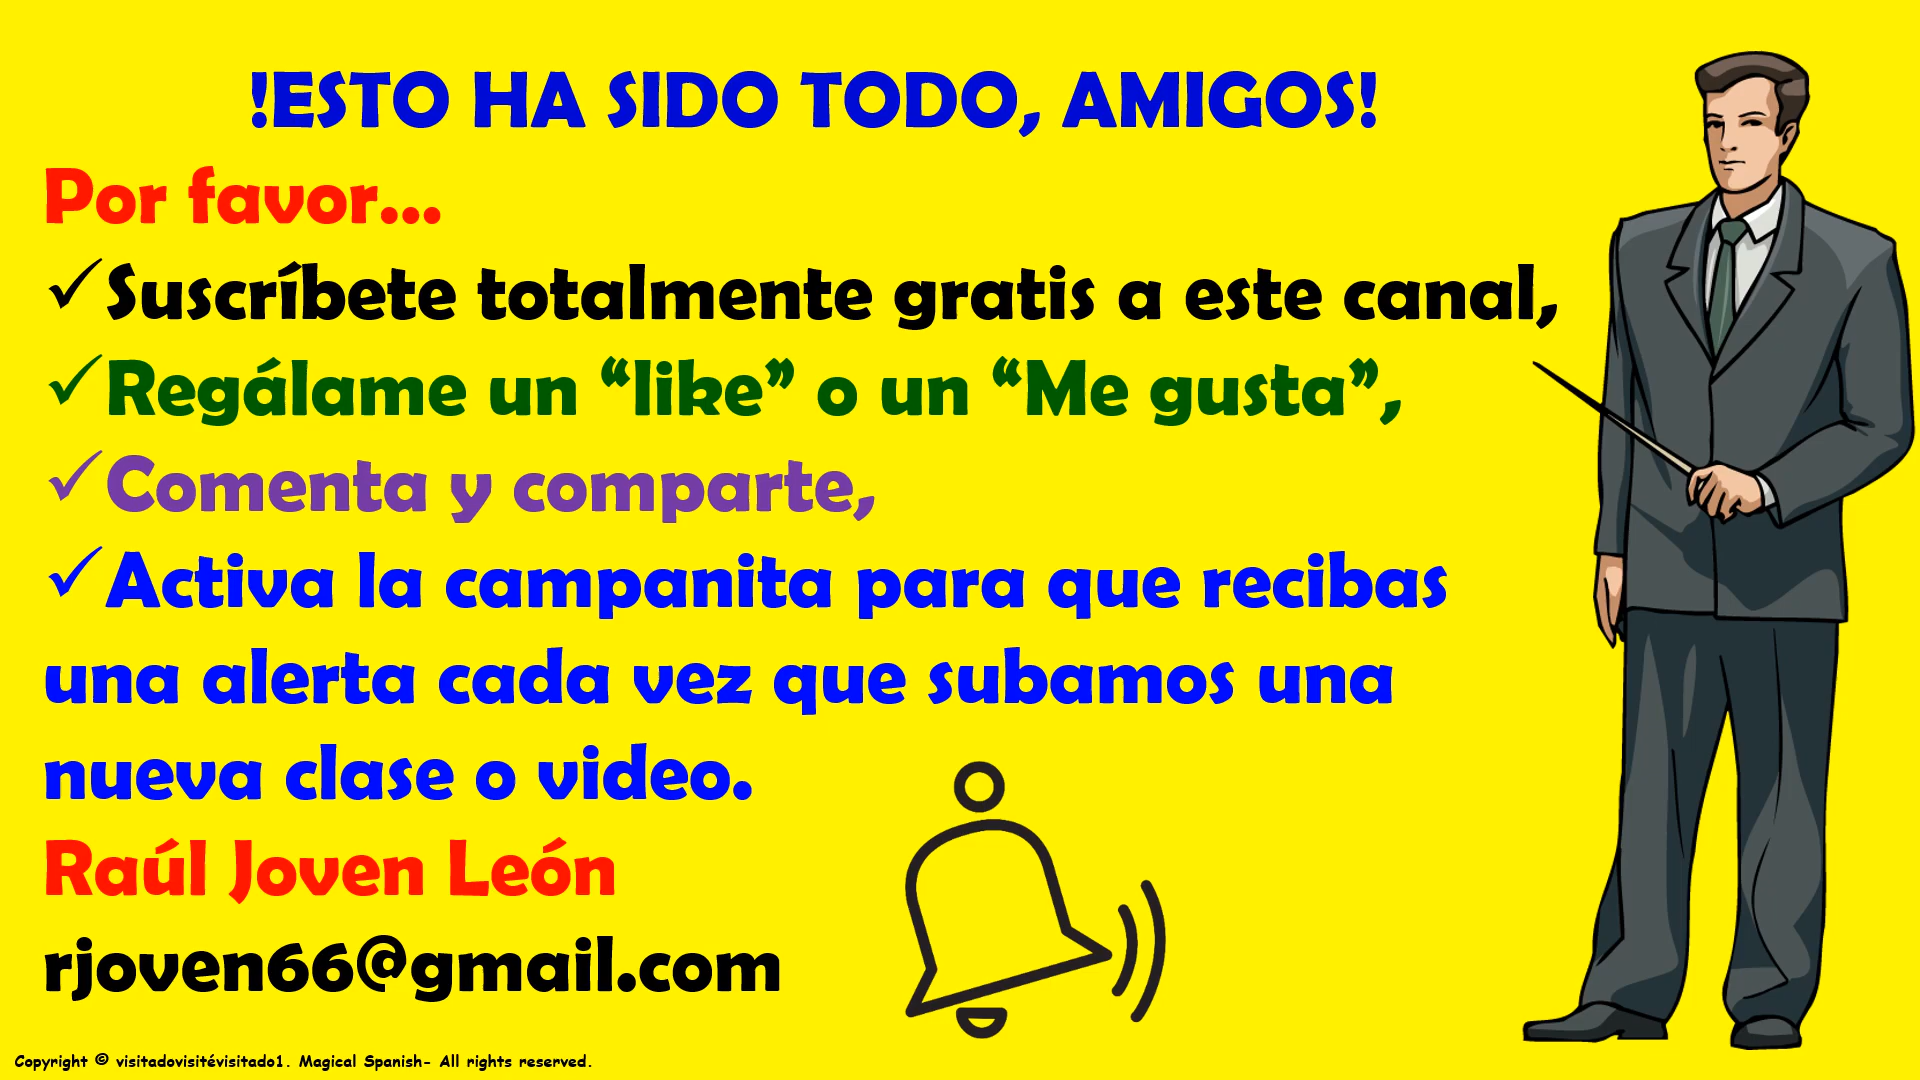 !ESTO HA SIDO TODO, AMIGOS!
Por favor...
✓Suscríbete totalmente gratis a este canal,
✓Regálame un “like” o un “Me gusta”,
✓Comenta y comparte,
✓Activa la campanita para que recibas
una alerta cada vez que subamos una
nueva clase o video.
Raúl Joven León
rjoven66@gmail.com
Copyright © visitadovisitévisitado1. Magical Spanish- All rights reserved.